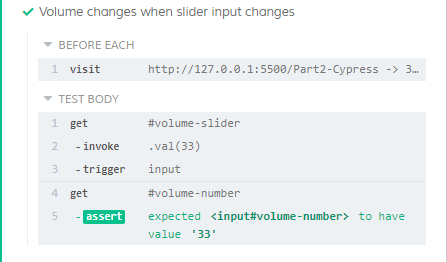 Volume changes when slider input changes
BEFORE EACH
1 visit http://127.0.0.1:5500/Part2-Cypress -> 3…
TEST BODY
1 get #volume-slider
2 -invoke .val(33)
3 -trigger input
4 get #volume-number
5 -assert expected <input#volume-number> to have
value '33'